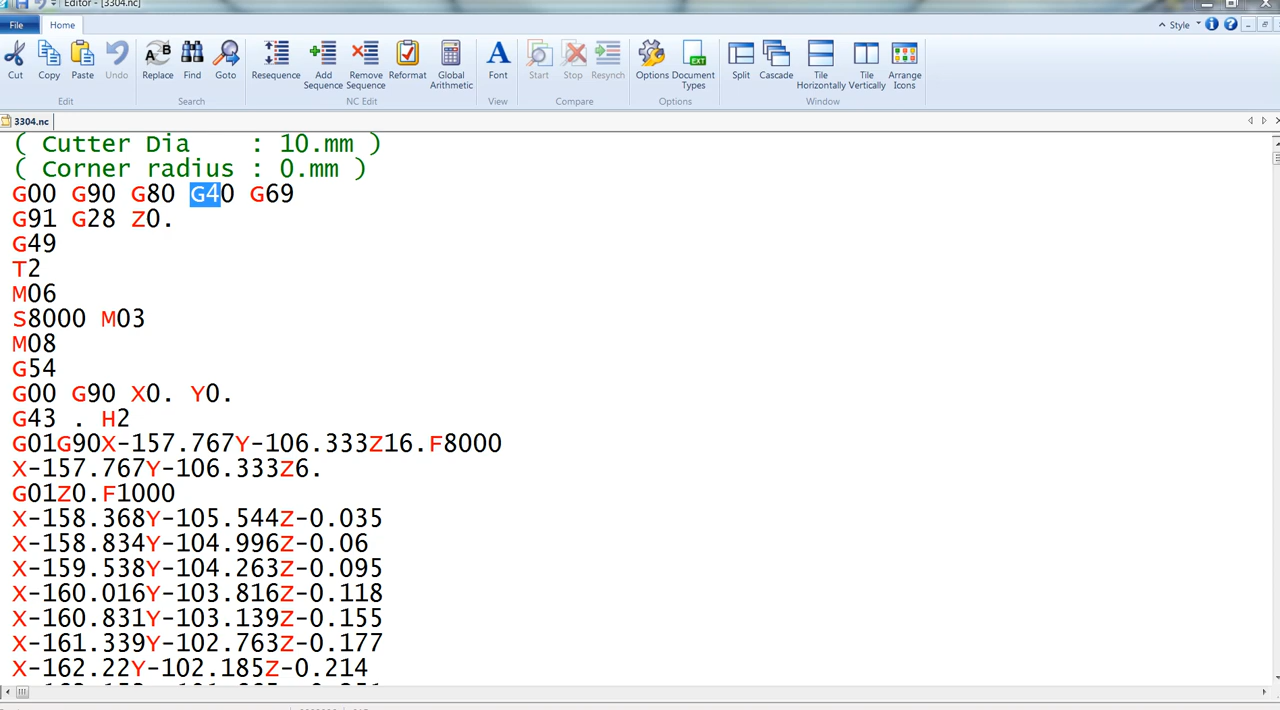 Editor - [3304.nc]
File Home Style
Cut Copy Paste Undo Replace Find Goto Resequence Add Sequence Remove Sequence Reformat Global Arithmetic Font Start Stop Resynch Options Document Types Split Cascade Tile Horizontally Tile Vertically Arrange Icons
Edit Search NC Edit View Compare Options Window
3304.nc
( Cutter Dia : 10.mm )
( Corner radius : 0.mm )
G00 G90 G80 G40 G69
G91 G28 Z0.
G49
T2
M06
S8000 M03
M08
G54
G00 G90 X0. Y0.
G43 . H2
G01G90X-157.767Y-106.333Z16.F8000
X-157.767Y-106.333Z6.
G01Z0.F1000
X-158.368Y-105.544Z-0.035
X-158.834Y-104.996Z-0.06
X-159.538Y-104.263Z-0.095
X-160.016Y-103.816Z-0.118
X-160.831Y-103.139Z-0.155
X-161.339Y-102.763Z-0.177
X-162.22Y-102.185Z-0.214